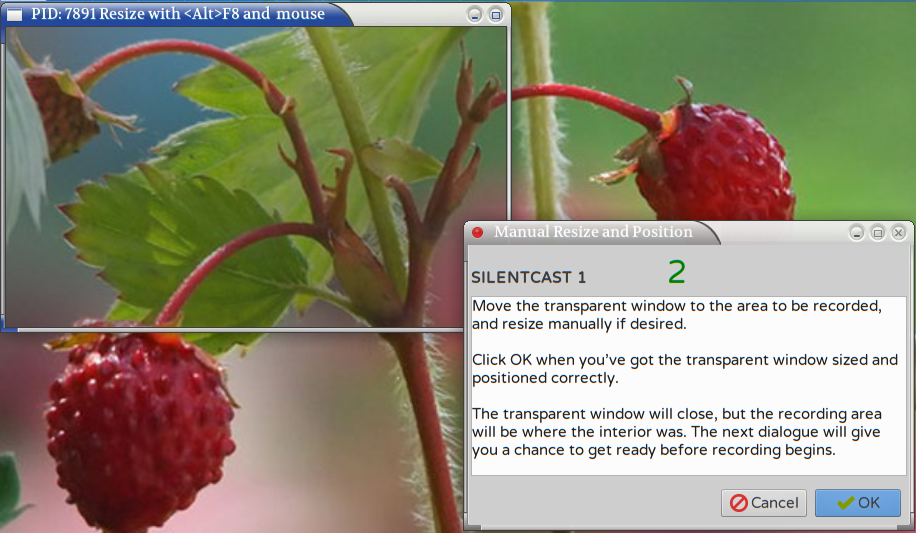 PID: 7891 Resize with <Alt>F8 and mouse
Manual Resize and Position
SILENTCAST 1
2
Move the transparent window to the area to be recorded,
and resize manually if desired.
Click OK when you've got the transparent window sized and
positioned correctly.
The transparent window will close, but the recording area
will be where the interior was. The next dialogue will give
you a chance to get ready before recording begins.
Cancel
OK